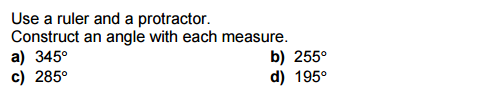 Use a ruler and a protractor.
Construct an angle with each measure.
a) 345° b) 255°
c) 285° d) 195°